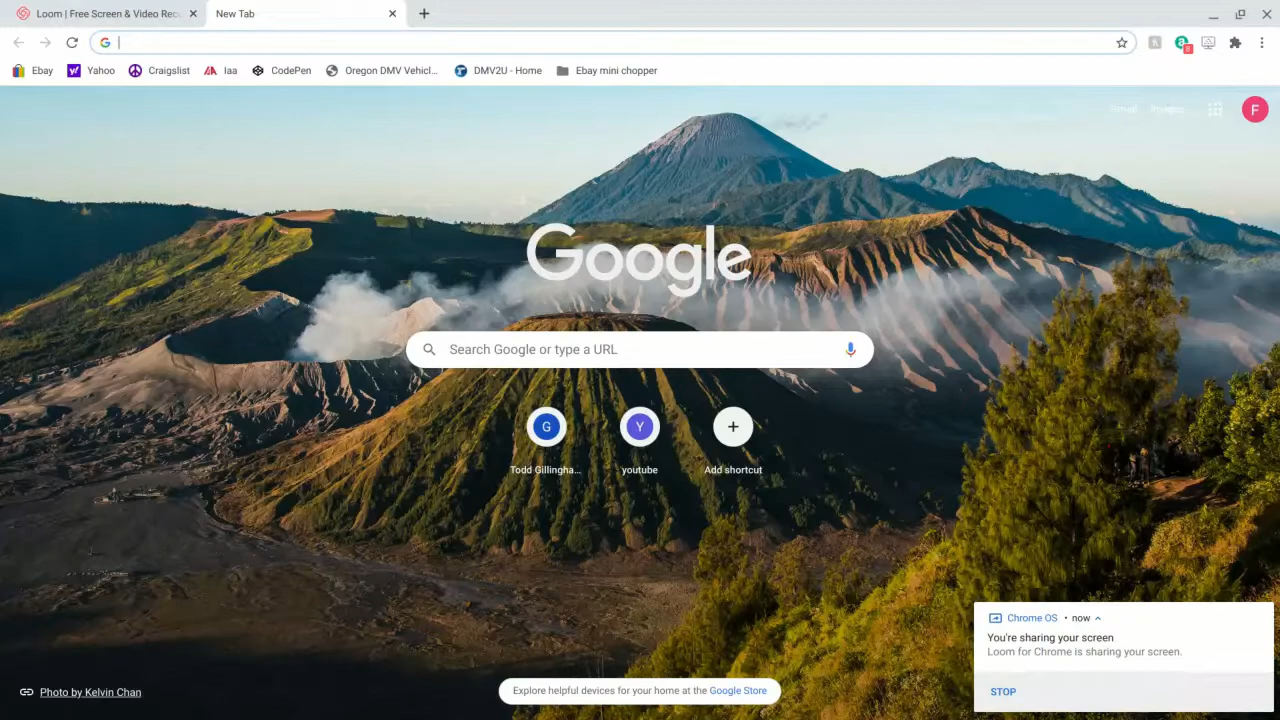 Loom | Free Screen & Video Rec
New Tab
Ebay
Yahoo
Craigslist
Iaa
CodePen
Oregon DMV Vehicl...
DMV2U - Home
Ebay mini chopper
8
Gmail
Images
F
Google
Search Google or type a URL
G
Y
Todd Gillingha...
youtube
Add shortcut
Chrome OS • now
You're sharing your screen
Loom for Chrome is sharing your screen.
STOP
Photo by Kelvin Chan
Explore helpful devices for your home at the Google Store